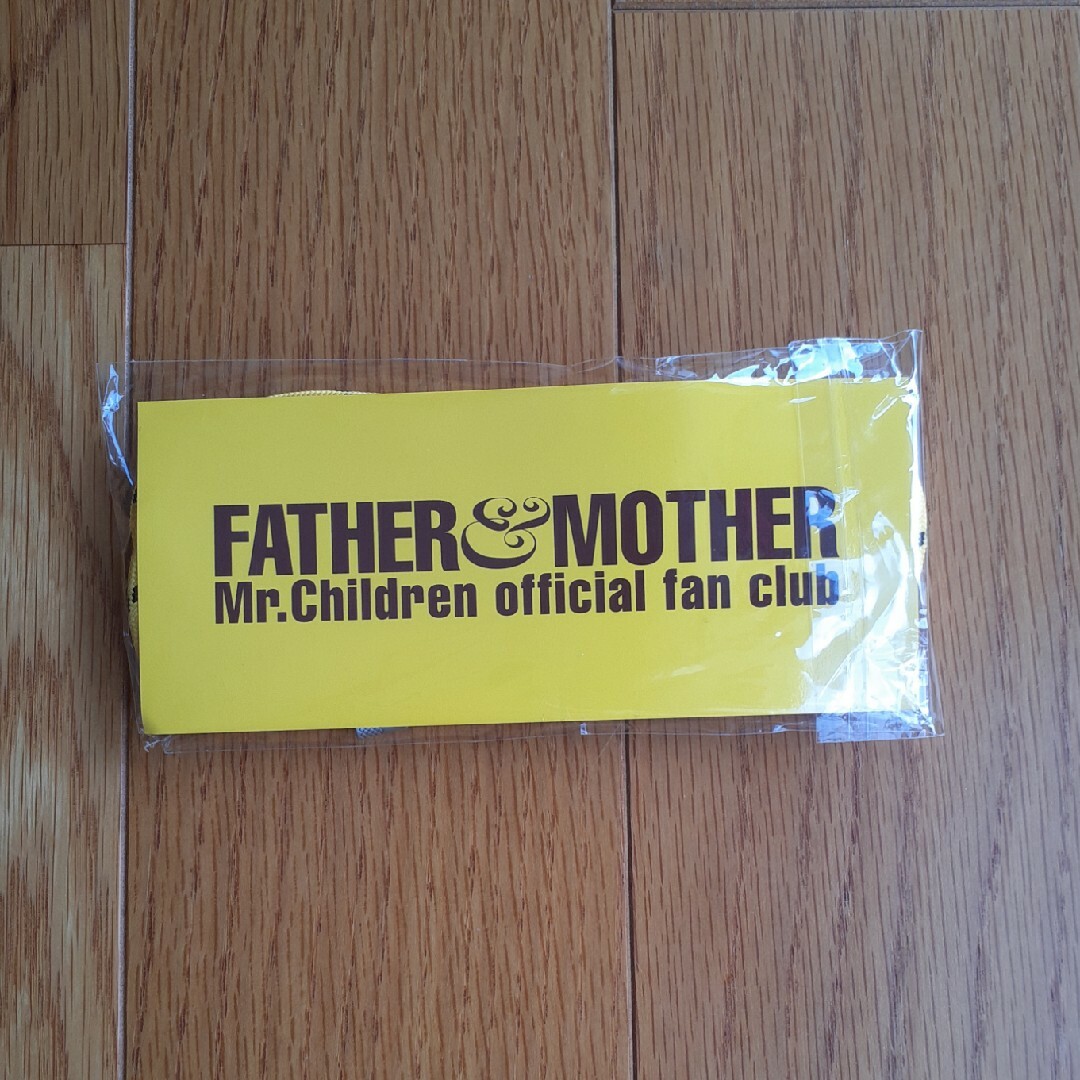 FATHER&MOTHER
Mr.Children official fan club